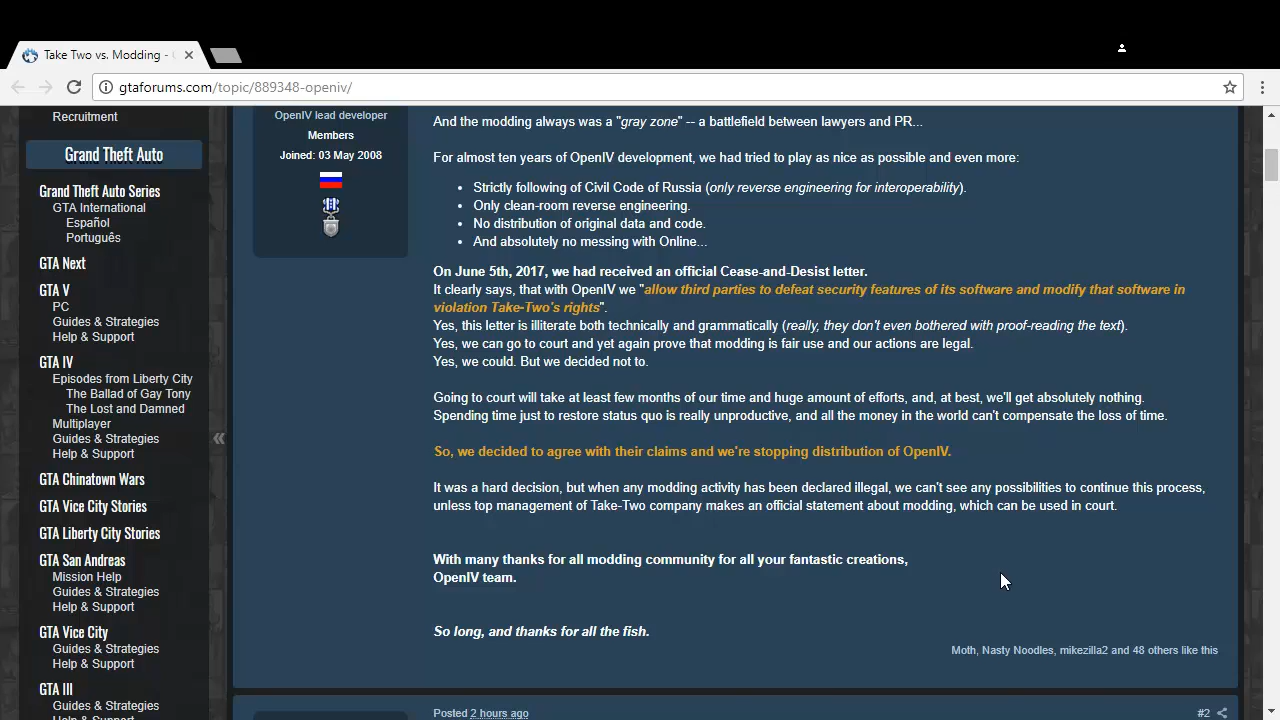 Take Two vs. Modding -
gtaforums.com/topic/889348-openiv/
Recruitment
Grand Theft Auto
Grand Theft Auto Series
GTA International
Español
Português
GTA Next
GTA V
PC
Guides & Strategies
Help & Support
GTA IV
Episodes from Liberty City
The Ballad of Gay Tony
The Lost and Damned
Multiplayer
Guides & Strategies
Help & Support
GTA Chinatown Wars
GTA Vice City Stories
GTA Liberty City Stories
GTA San Andreas
Mission Help
Guides & Strategies
Help & Support
GTA Vice City
Guides & Strategies
Help & Support
GTA III
Guides & Strategies
«
OpenIV lead developer
Members
Joined: 03 May 2008
And the modding always was a "gray zone" -- a battlefield between lawyers and PR...
For almost ten years of OpenIV development, we had tried to play as nice as possible and even more:
• Strictly following of Civil Code of Russia (only reverse engineering for interoperability).
• Only clean-room reverse engineering.
• No distribution of original data and code.
• And absolutely no messing with Online...
On June 5th, 2017, we had received an official Cease-and-Desist letter.
It clearly says, that with OpenIV we "allow third parties to defeat security features of its software and modify that software in
violation Take-Two's rights".
Yes, this letter is illiterate both technically and grammatically (really, they don't even bothered with proof-reading the text).
Yes, we can go to court and yet again prove that modding is fair use and our actions are legal.
Yes, we could. But we decided not to.
Going to court will take at least few months of our time and huge amount of efforts, and, at best, we'll get absolutely nothing.
Spending time just to restore status quo is really unproductive, and all the money in the world can't compensate the loss of time.
So, we decided to agree with their claims and we're stopping distribution of OpenIV.
It was a hard decision, but when any modding activity has been declared illegal, we can't see any possibilities to continue this process,
unless top management of Take-Two company makes an official statement about modding, which can be used in court.
With many thanks for all modding community for all your fantastic creations,
OpenIV team.
So long, and thanks for all the fish.
Moth, Nasty Noodles, mikezilla2 and 48 others like this
Posted 2 hours ago
#2